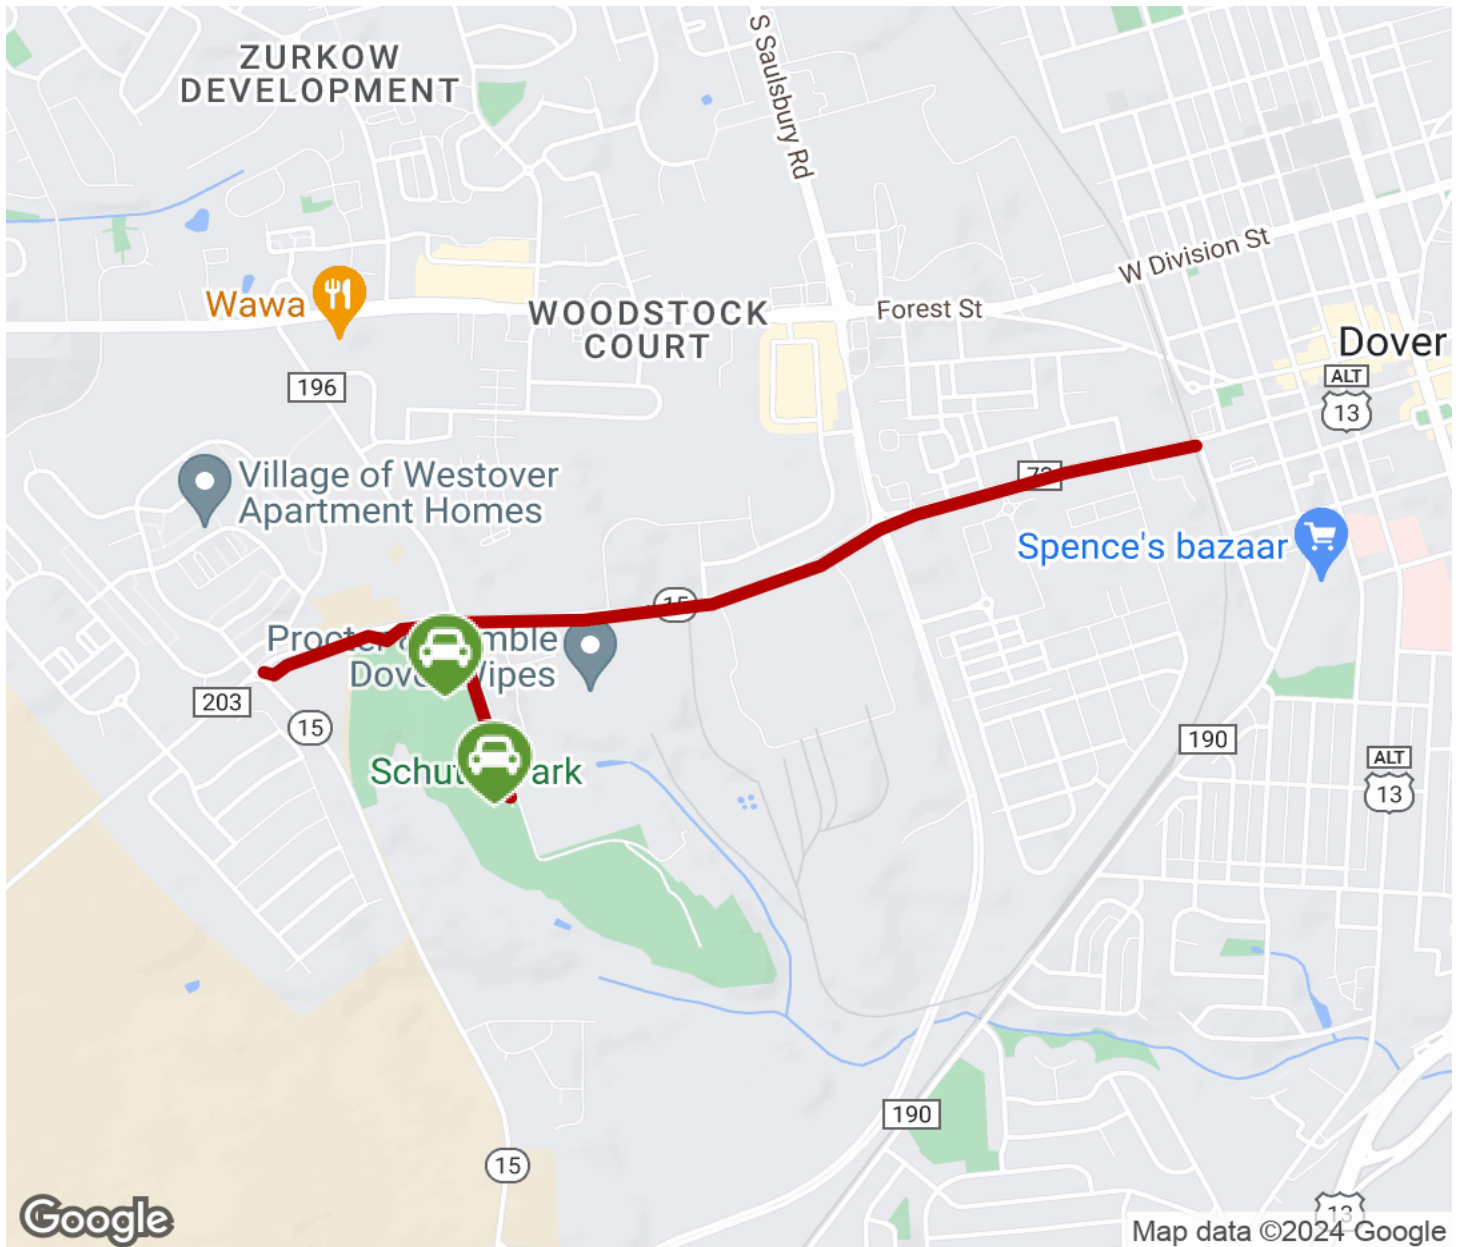 S Saulsbury Rd
ZURKOW
DEVELOPMENT
W Division St
Wawa
WOODSTOCK
COURT
Forest St
Dover
ALT
13
196
Village of Westover
Apartment Homes
Spence's bazaar
15
203
15
190
ALT
13
190
15
13
Google
Map data ©2024 Google